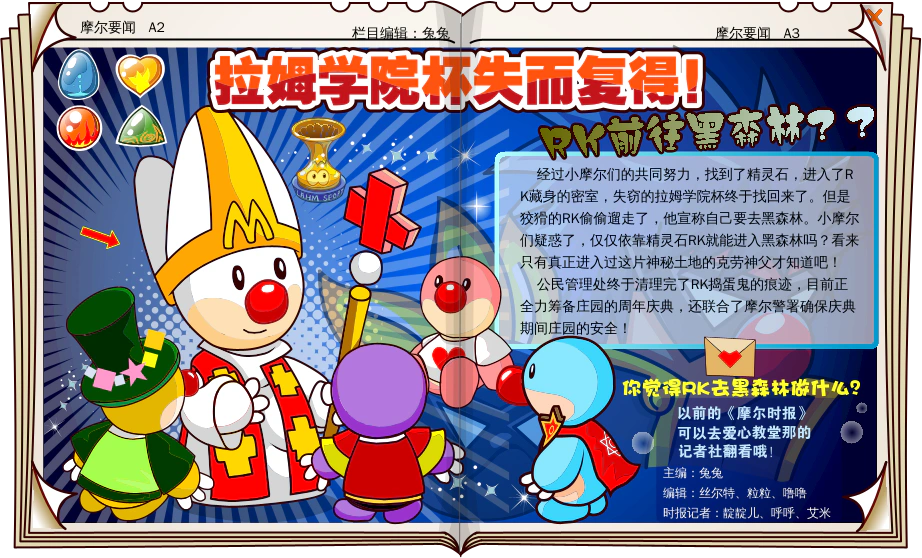 摩尔要闻 A2
栏目编辑：兔兔
摩尔要闻 A3
拉姆学院杯失而复得！
RK前往黑森林？？
经过小摩尔们的共同努力，找到了精灵石，进入了R
K藏身的密室，失窃的拉姆学院杯终于找回来了。但是
狡猾的RK偷偷遛走了，他宣称自己要去黑森林。小摩尔
们疑惑了，仅仅依靠精灵石RK就能进入黑森林吗？看来
只有真正进入过这片神秘土地的克劳神父才知道吧！
公民管理处终于清理完了RK捣蛋鬼的痕迹，目前正
全力筹备庄园的周年庆典，还联合了摩尔警署确保庆典
期间庄园的安全！
你觉得RK去黑森林做什么？
以前的《摩尔时报》
可以去爱心教堂那的
记者社翻看哦！
主编：兔兔
编辑：丝尔特、粒粒、噜噜
时报记者：靛靛儿、呼呼、艾米
M